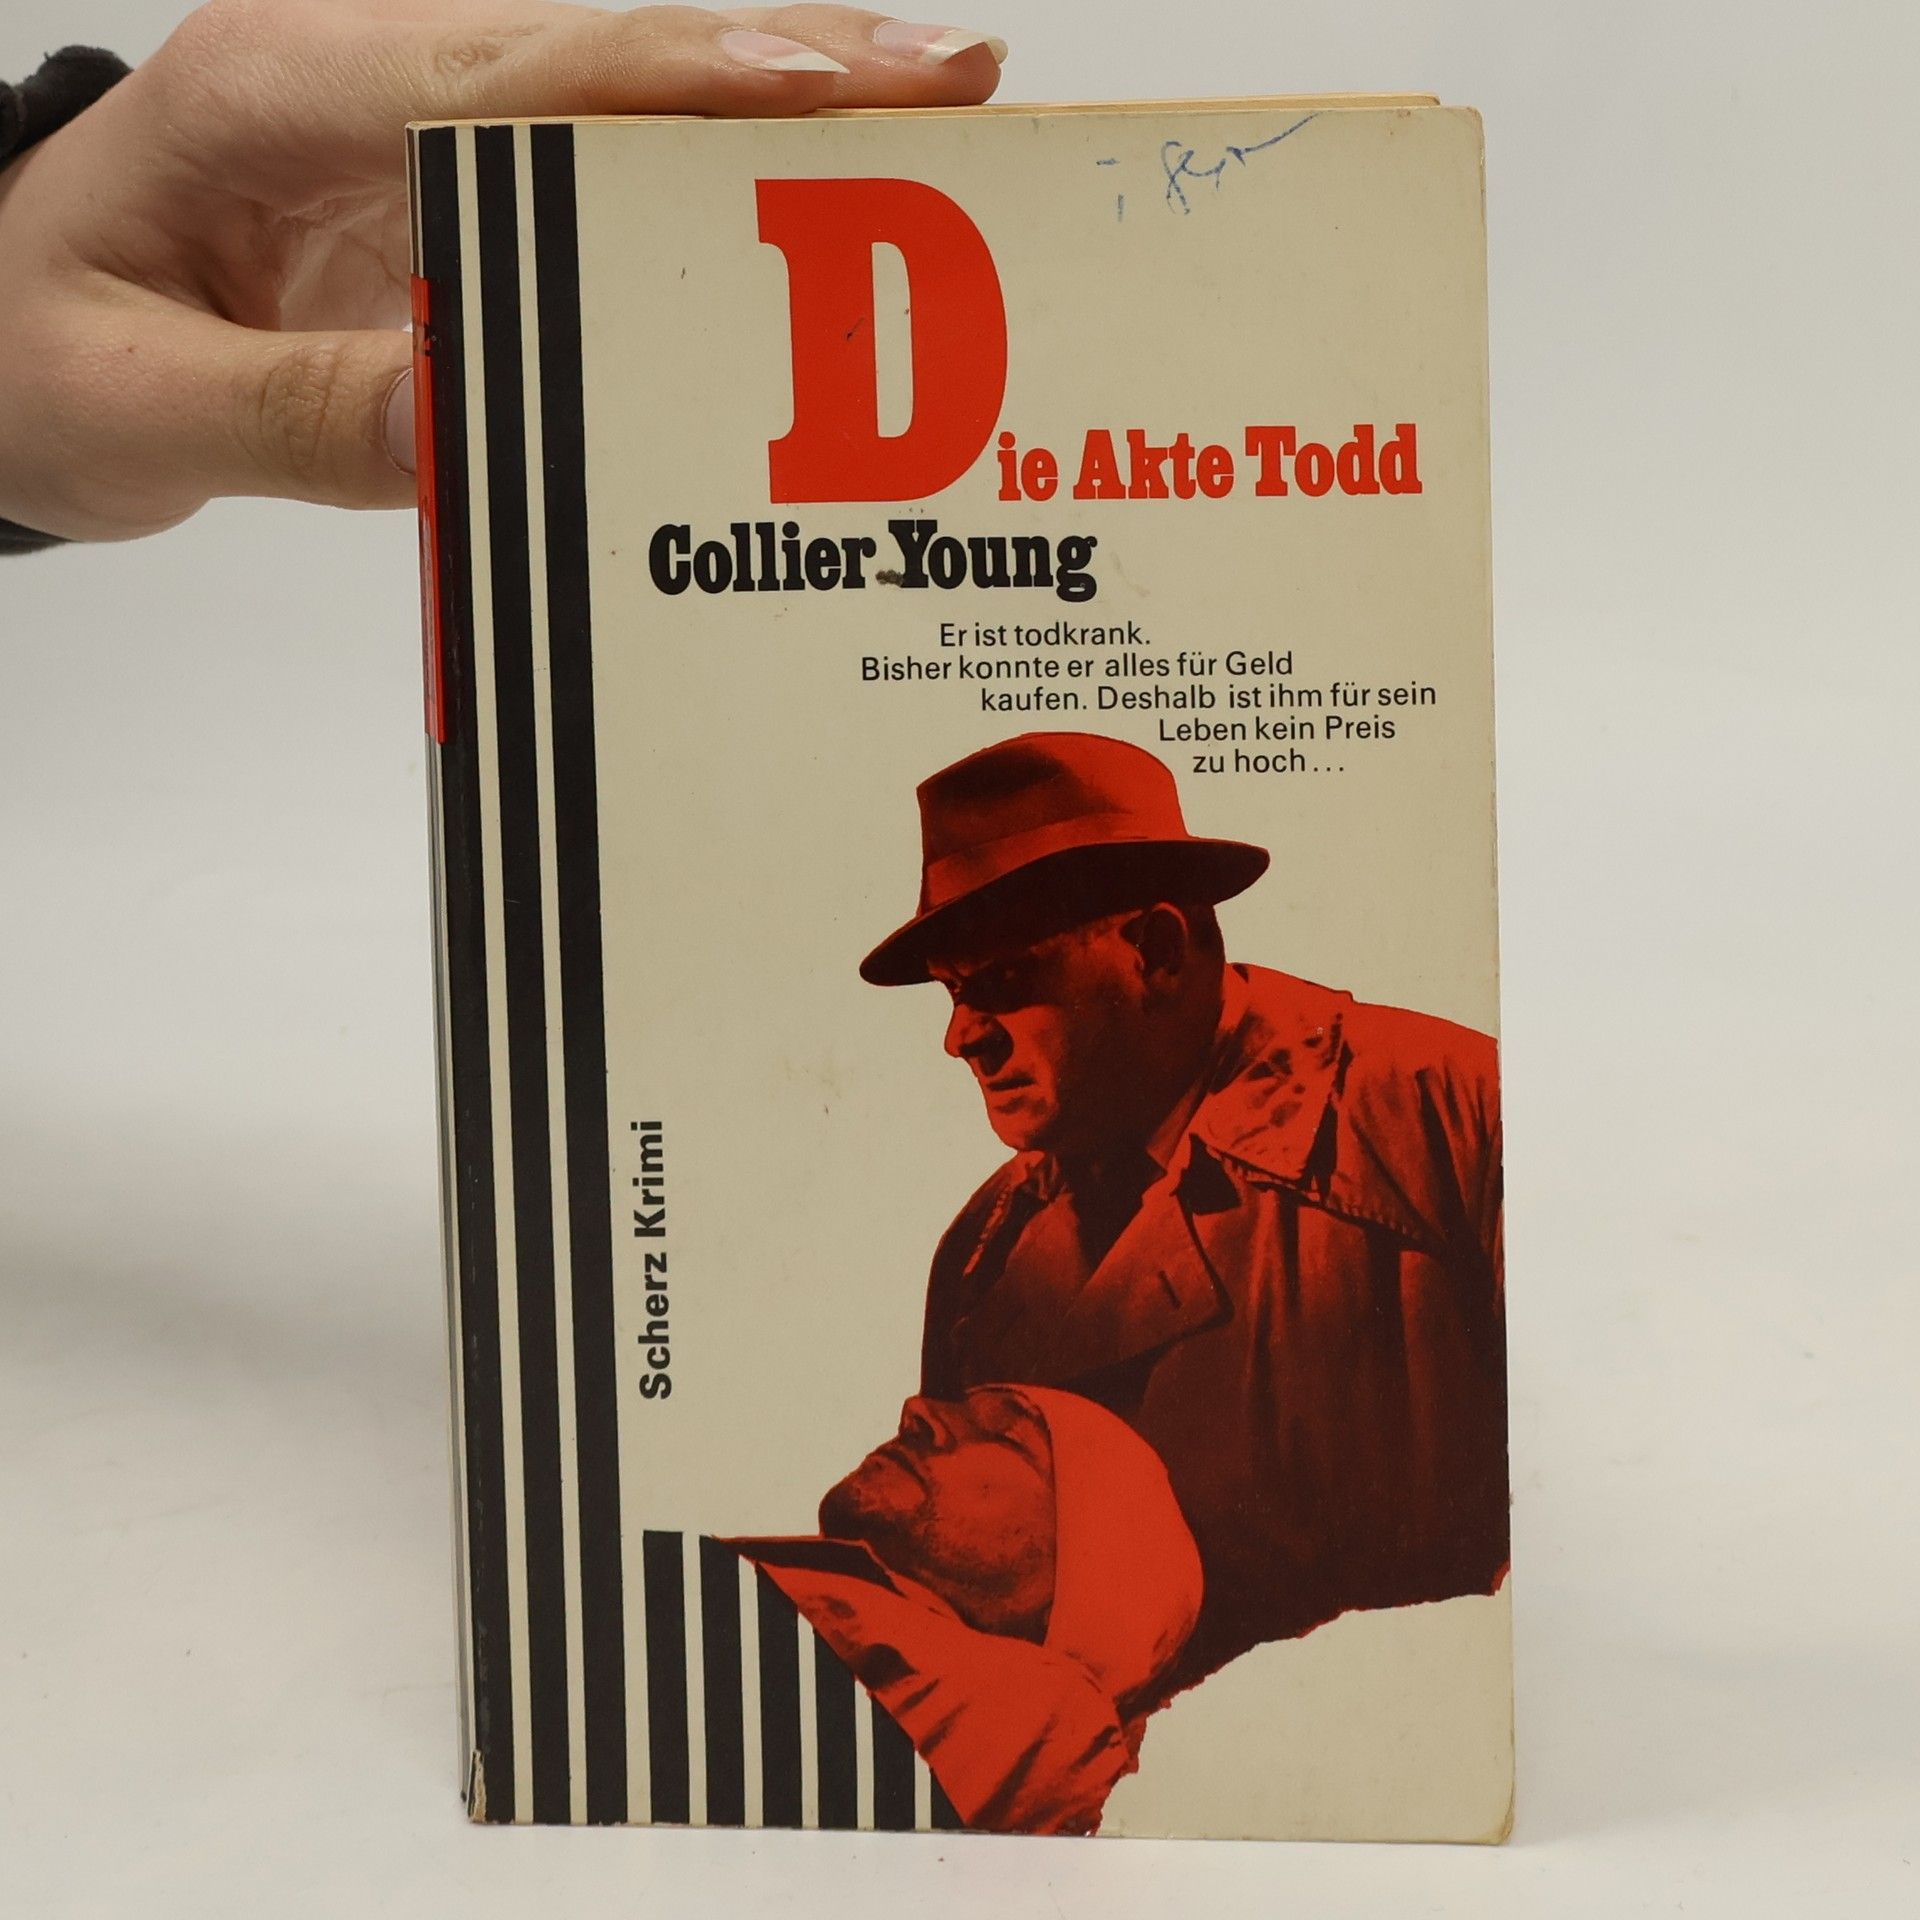 Die Akte Todd
Collier Young
Er ist todkrank.
Bisher konnte er alles für Geld
kaufen. Deshalb ist ihm für sein
Leben kein Preis
zu hoch...
Scherz Krimi